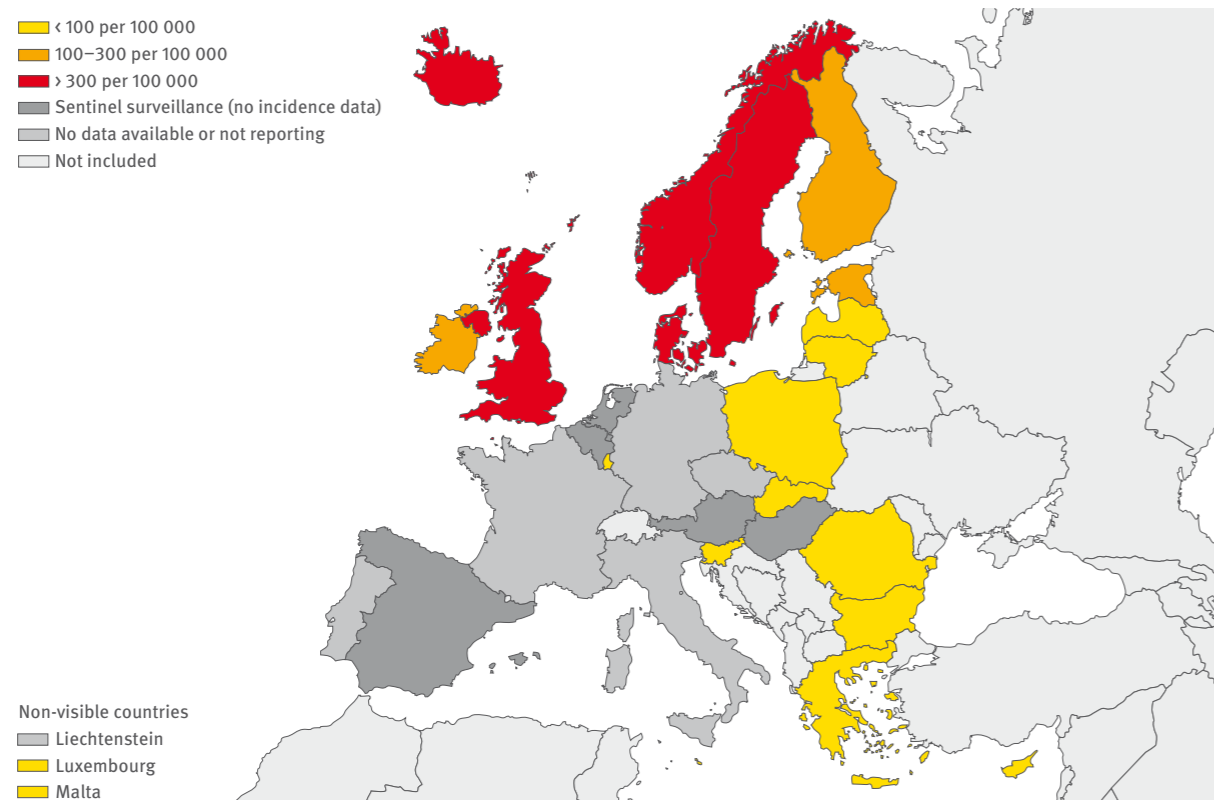 < 100 per 100 000
100–300 per 100 000
> 300 per 100 000
Sentinel surveillance (no incidence data)
No data available or not reporting
Not included
Non-visible countries
Liechtenstein
Luxembourg
Malta